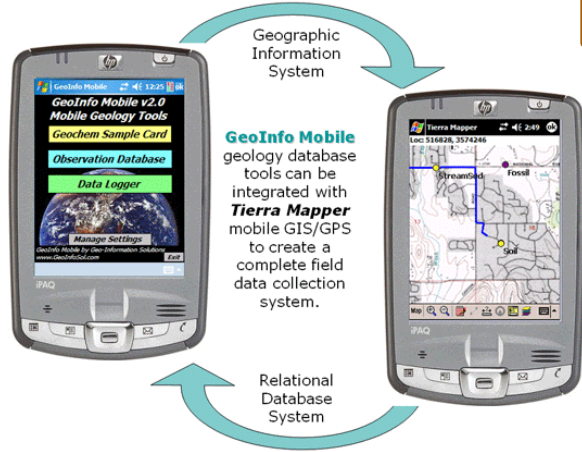 Geographic
Information
System
hp
GeoInfo Mobile 12:25 ok
GeoInfo Mobile v2.0
Mobile Geology Tools
Geochem Sample Card
Observation Database
Data Logger
Manage Settings
GeoInfo Mobile by Geo-Information Solutions
www.GeoInfoSol.com Exit
iPAQ
GeoInfo Mobile
geology database
tools can be
integrated with
Tierra Mapper
mobile GIS/GPS
to create a
complete field
data collection
system.
hp
Tierra Mapper 2:49 ok
Loc: 516828, 3574246
StreamSed
Fossil
Soil
Map
iPAQ
Relational
Database
System